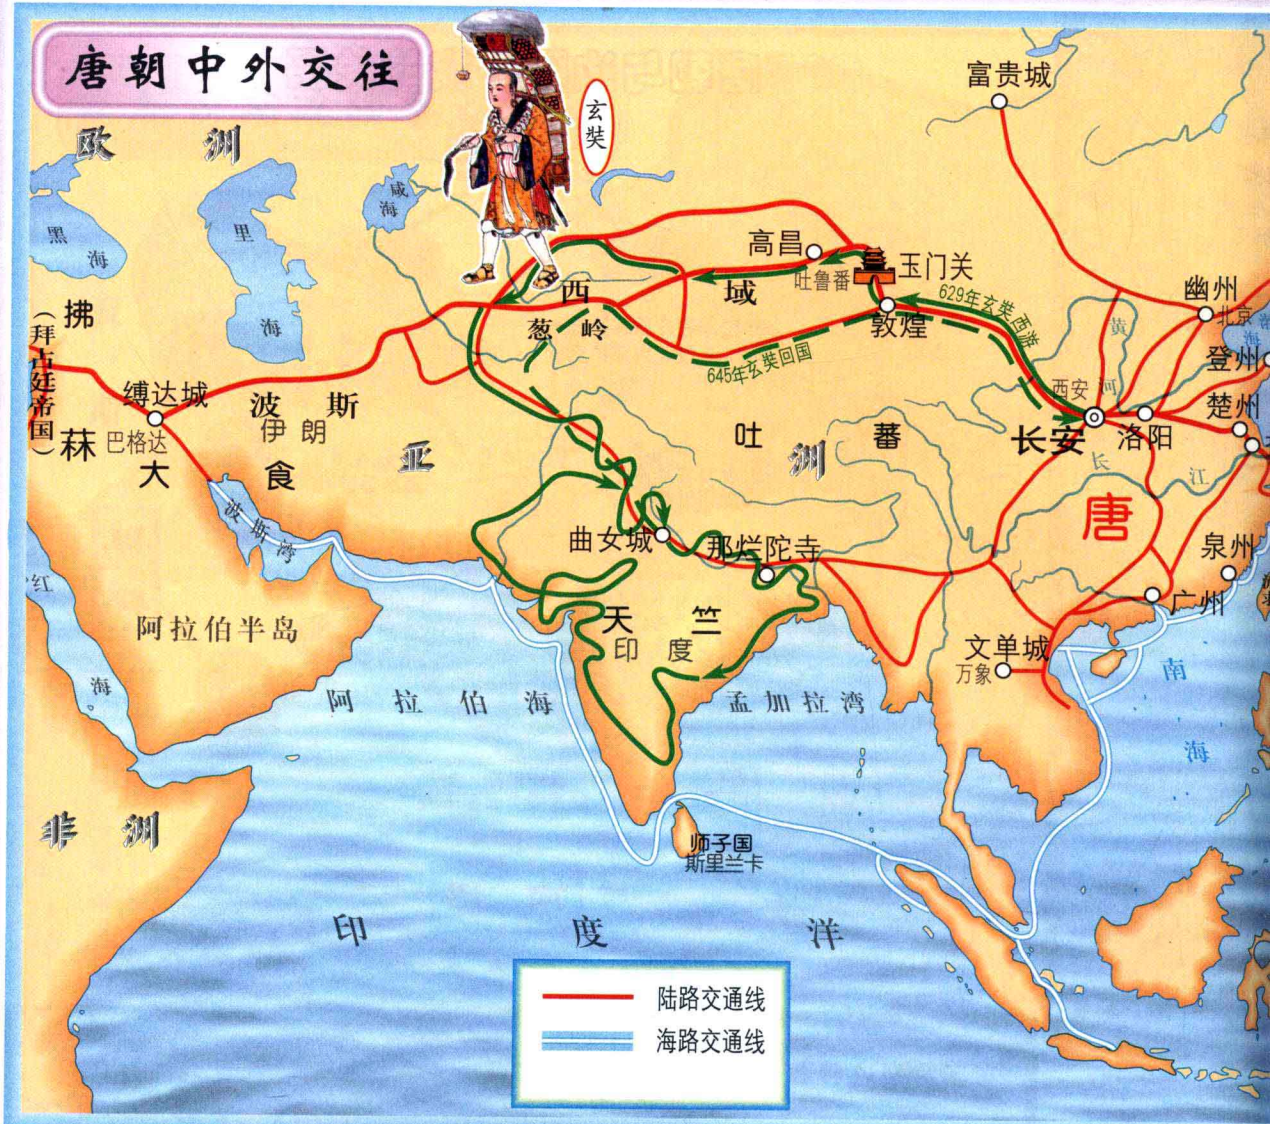 唐朝中外交往
玄奘
富贵城
欧洲
咸海
里海
黑海
高昌
吐鲁番
玉门关
西域
葱岭
629年玄奘西游
敦煌
645年玄奘回国
幽州
北京
黄河
登州
楚州
西安
长安
洛阳
拂菻
(拜占廷帝国)
缚达城
巴格达
波斯
伊朗
大食
亚洲
吐蕃
长江
唐
波斯湾
曲女城
那烂陀寺
泉州
广州
红海
阿拉伯半岛
天竺
印度
文单城
万象
阿拉伯海
孟加拉湾
南海
非洲
师子国
斯里兰卡
印度洋
陆路交通线
海路交通线